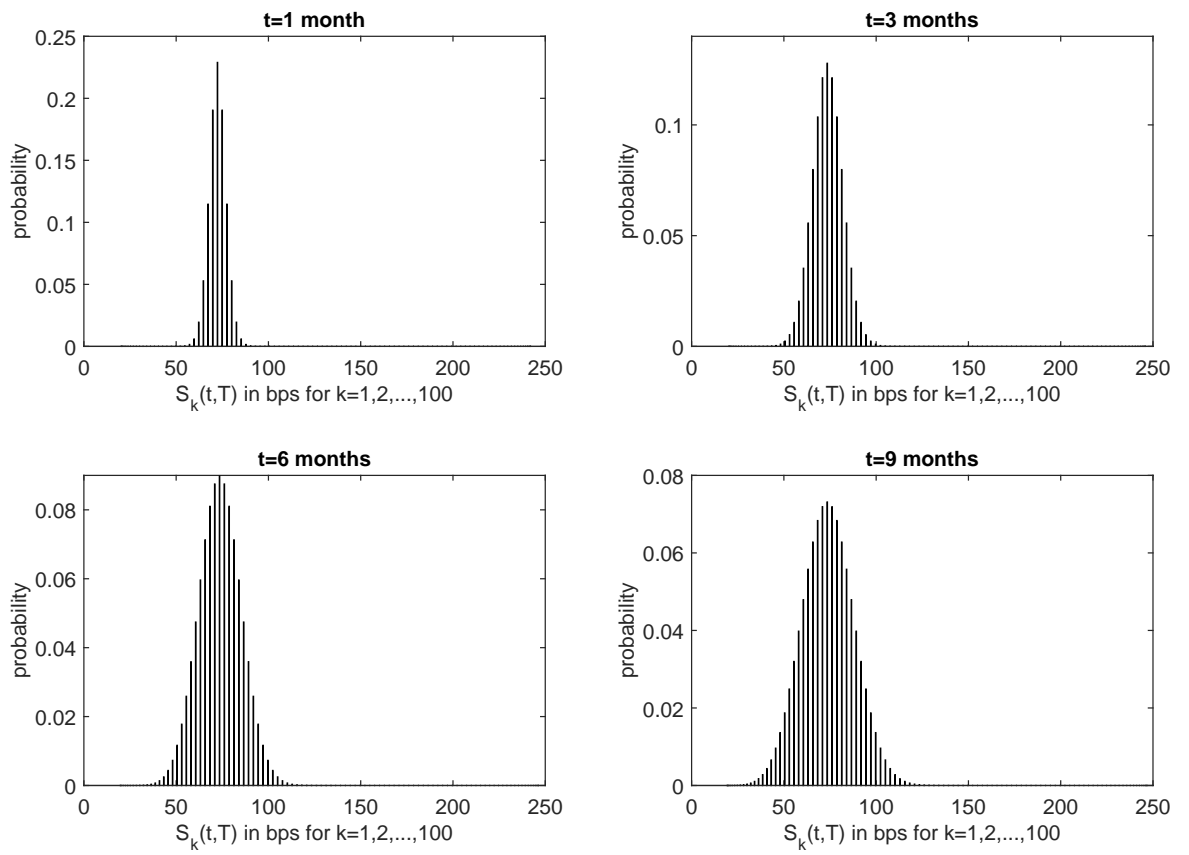 t=1 month
0.25
0.2
0.15
0.1
0.05
0
probability
0 50 100 150 200 250
S_k(t,T) in bps for k=1,2,...,100
t=3 months
0.1
0.05
0
probability
0 50 100 150 200 250
S_k(t,T) in bps for k=1,2,...,100
t=6 months
0.08
0.06
0.04
0.02
0
probability
0 50 100 150 200 250
S_k(t,T) in bps for k=1,2,...,100
t=9 months
0.08
0.06
0.04
0.02
0
probability
0 50 100 150 200 250
S_k(t,T) in bps for k=1,2,...,100